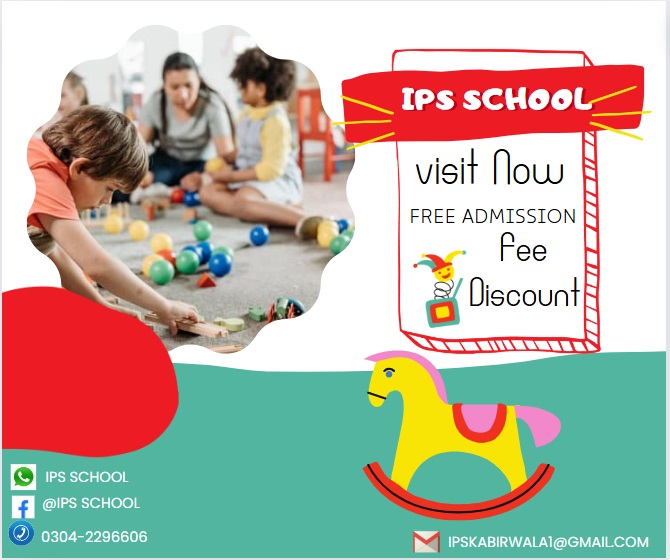 IPS SCHOOL
visit Now
FREE ADMISSION
Fee
Discount
IPS SCHOOL
@IPS SCHOOL
0304-2296606
IPSKABIRWALA1@GMAIL.COM